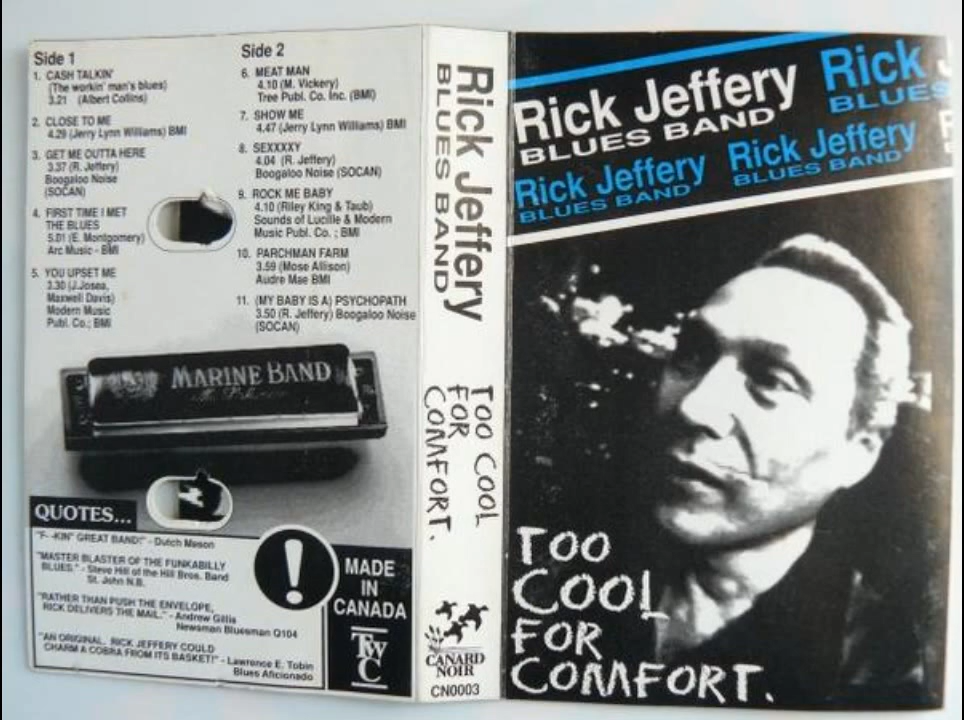 Side 1
1. CASH TALKIN'
(The workin' man's blues)
3.21 (Albert Collins)
2. CLOSE TO ME
4.29 (Jerry Lynn Williams) BMI
3. GET ME OUTTA HERE
3.37 (R. Jeffery)
Boogaloo Noise
(SOCAN)
4. FIRST TIME I MET
THE BLUES
5.01 (E. Montgomery)
Arc Music - BMI
5. YOU UPSET ME
3.30 (J.Josea,
Maxwell Davis)
Modern Music
Publ. Co.; BMI
Side 2
6. MEAT MAN
4.10 (M. Vickery)
Tree Publ. Co. Inc. (BMI)
7. SHOW ME
4.47 (Jerry Lynn Williams) BMI
8. SEXXXXY
4.04 (R. Jeffery)
Boogaloo Noise (SOCAN)
9. ROCK ME BABY
4.10 (Riley King & Taub)
Sounds of Lucille & Modern
Music Publ. Co. ; BMI
10. PARCHMAN FARM
3.59 (Mose Allison)
Audre Mae BMI
11. (MY BABY IS A) PSYCHOPATH
3.50 (R. Jeffery) Boogaloo Noise
(SOCAN)
MARINE BAND
QUOTES...
"F- -KIN' GREAT BAND!" - Dutch Mason
"MASTER BLASTER OF THE FUNKABILLY
BLUES." - Steve Hill of the Hill Bros. Band
St. John N.B.
"RATHER THAN PUSH THE ENVELOPE,
RICK DELIVERS THE MAIL." - Andrew Gillis
Newsman Bluesman Q104
"AN ORIGINAL, RICK JEFFERY COULD
CHARM A COBRA FROM ITS BASKET!" - Lawrence E. Tobin
Blues Aficionado
!
MADE
IN
CANADA
TWC
Rick Jeffery
BLUES BAND
TOO COOL
FOR
COMFORT.
CANARD
NOIR
CN0003
Rick Jeffery
BLUES BAND
Rick J
BLUES
Rick Jeffery
BLUES BAND
Rick Jeffery
BLUES BAND
TOO
COOL
FOR
COMFORT.